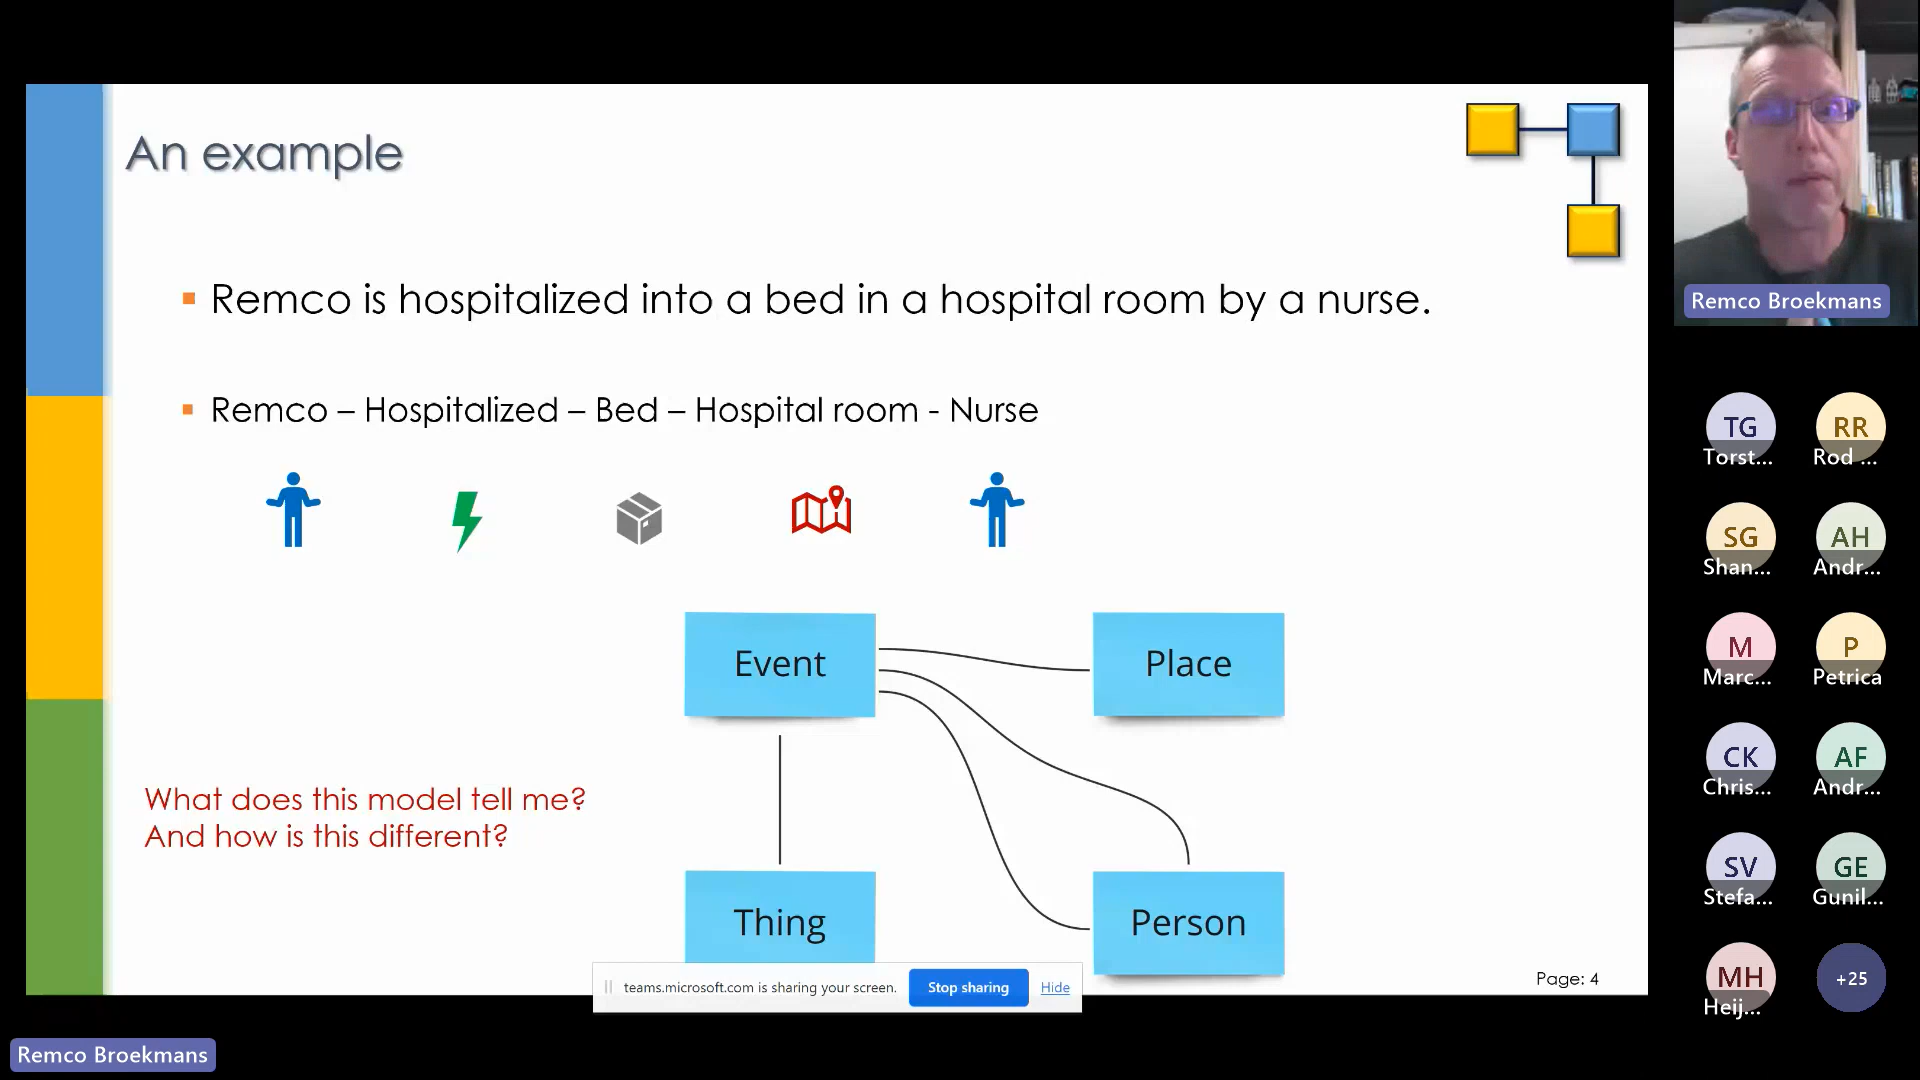 An example
Remco is hospitalized into a bed in a hospital room by a nurse.
Remco – Hospitalized – Bed – Hospital room - Nurse
Event
Place
What does this model tell me?
And how is this different?
Thing
Person
teams.microsoft.com is sharing your screen.
Stop sharing
Hide
Page: 4
Remco Broekmans
Remco Broekmans
TG
Torst...
RR
Rod ...
SG
Shan...
AH
Andr...
M
Marc...
P
Petrica
CK
Chris...
AF
Andr...
SV
Stefa...
GE
Gunil...
MH
Heij...
+25